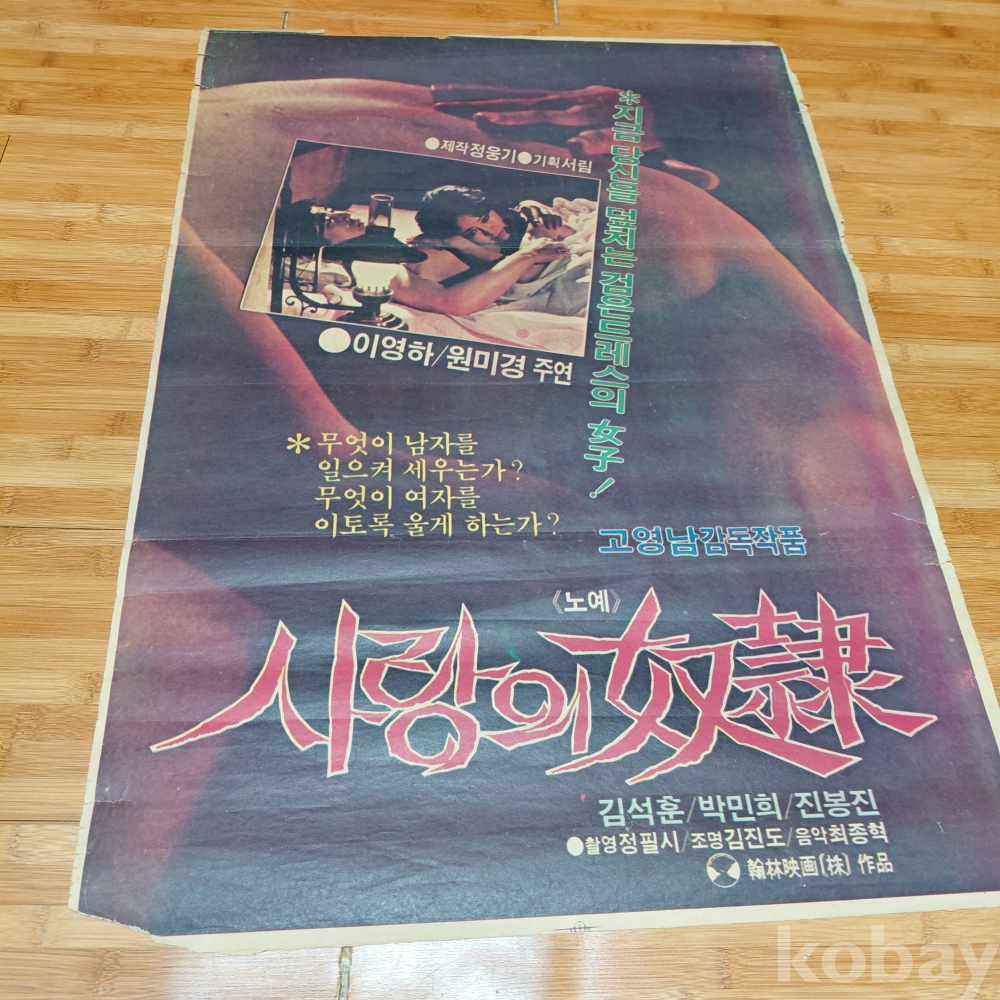 *지금 당신을 덮치는 검은드레스의 女子!
●제작정웅기●기획서림
●이영하/원미경 주연
*무엇이 남자를
일으켜 세우는가?
무엇이 여자를
이토록 울게 하는가?
고영남감독작품
《노예》
사랑의奴隷
김석훈/박민희/진봉진
●촬영정필시/조명김진도/음악최종혁
翰林映画(株) 作品
kobay